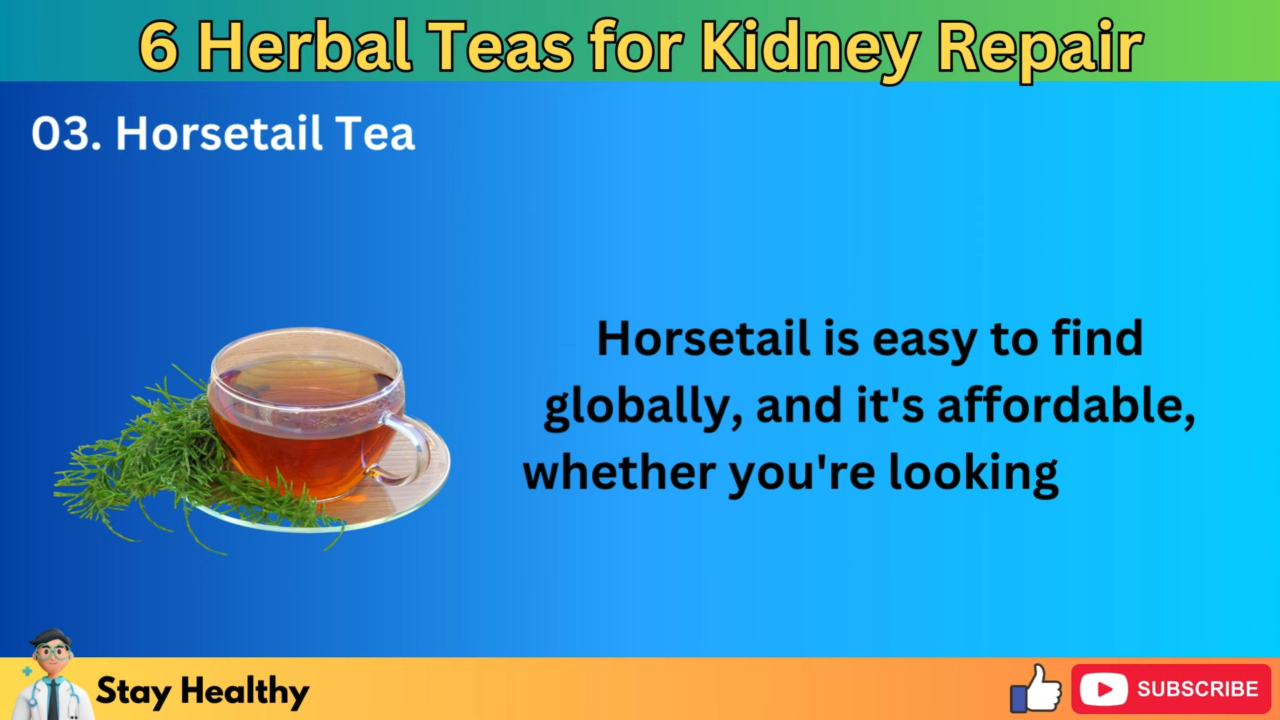 6 Herbal Teas for Kidney Repair
03. Horsetail Tea
Horsetail is easy to find
globally, and it's affordable,
whether you're looking
Stay Healthy
SUBSCRIBE